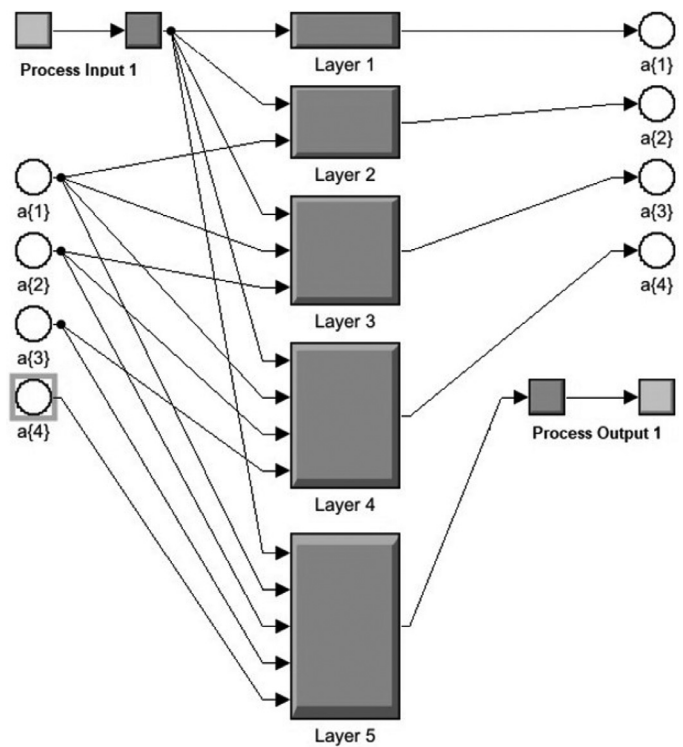 Process Input 1
Layer 1
a{1}
a{2}
Layer 2
a{1}
a{3}
a{2}
a{4}
Layer 3
a{3}
a{4}
Process Output 1
Layer 4
Layer 5